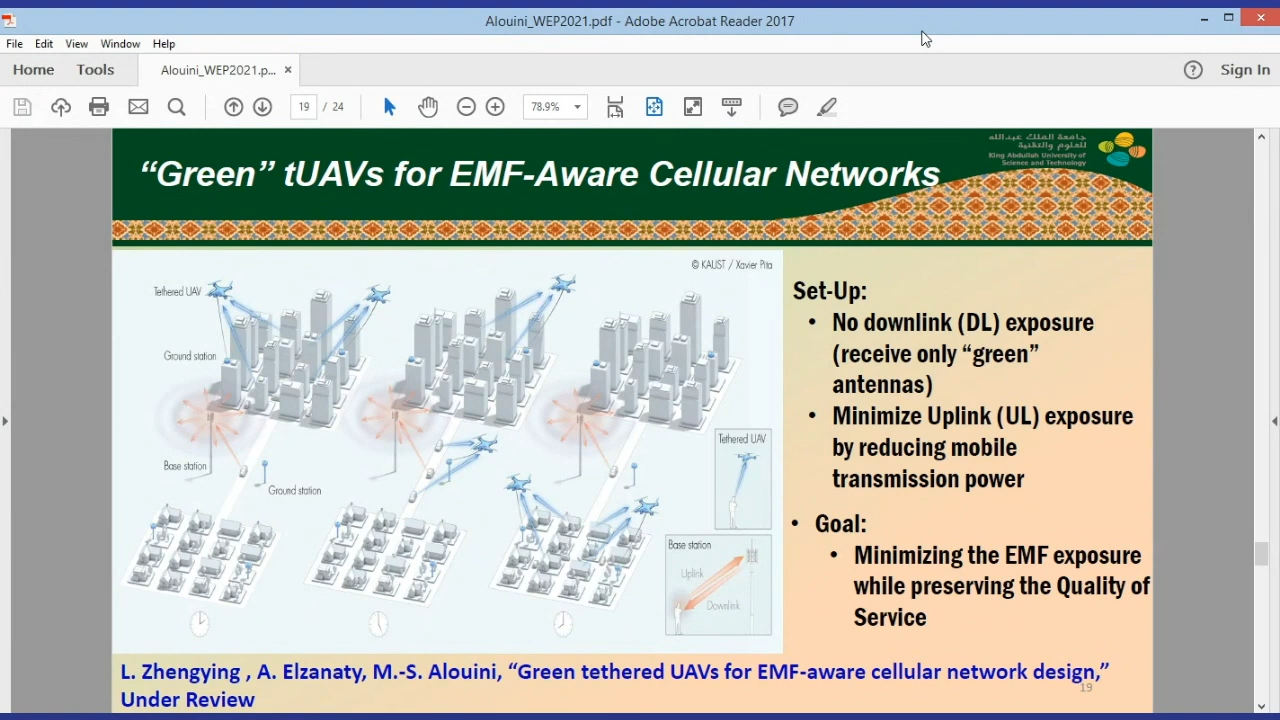 Alouini_WEP2021.pdf - Adobe Acrobat Reader 2017
File Edit View Window Help
Home Tools Alouini_WEP2021.p... × Sign In
19 / 24 78.9%
“Green” tUAVs for EMF-Aware Cellular Networks
جامعة الملك عبدالله
للعلوم والتقنية
King Abdullah University of
Science and Technology
© KAUST / Xavier Pita
Tethered UAV
Ground station
Base station
Ground station
Tethered UAV
Base station
Uplink
Downlink
Set-Up:
• No downlink (DL) exposure
(receive only “green”
antennas)
• Minimize Uplink (UL) exposure
by reducing mobile
transmission power
• Goal:
• Minimizing the EMF exposure
while preserving the Quality of
Service
L. Zhengying , A. Elzanaty, M.-S. Alouini, “Green tethered UAVs for EMF-aware cellular network design,”
Under Review
19